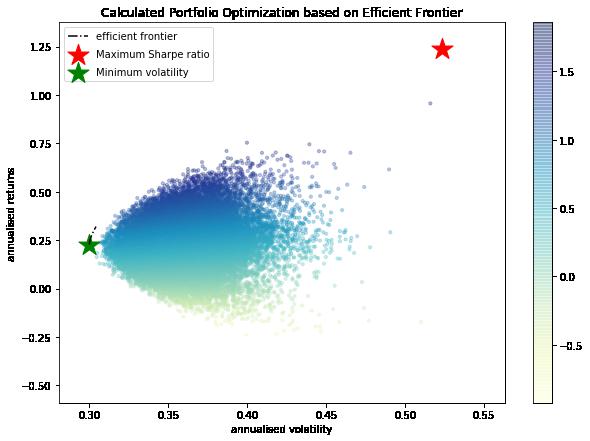 Calculated Portfolio Optimization based on Efficient Frontier
efficient frontier
Maximum Sharpe ratio
Minimum volatility
annualised returns
1.25
1.00
0.75
0.50
0.25
0.00
−0.25
−0.50
0.30 0.35 0.40 0.45 0.50 0.55
annualised volatility
1.5
1.0
0.5
0.0
−0.5